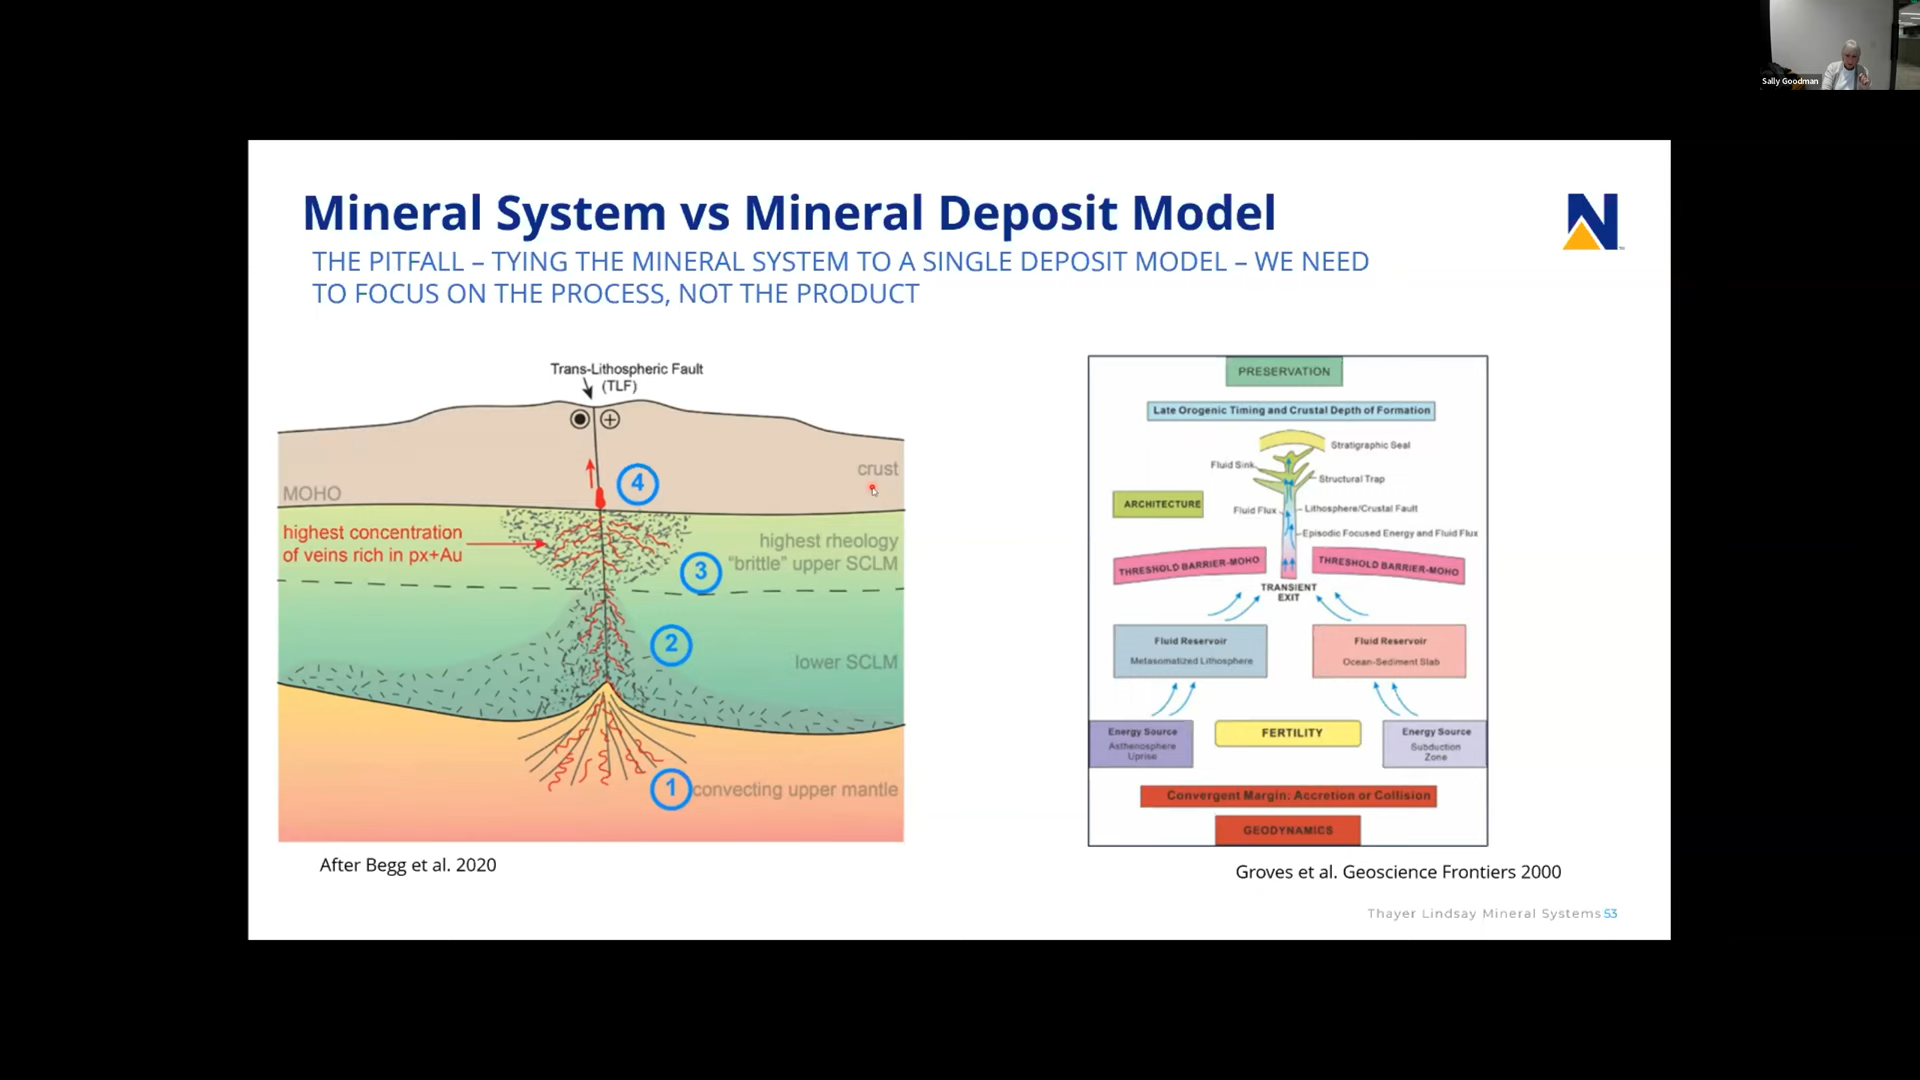 Sally Goodman
Mineral System vs Mineral Deposit Model
THE PITFALL – TYING THE MINERAL SYSTEM TO A SINGLE DEPOSIT MODEL – WE NEED
TO FOCUS ON THE PROCESS, NOT THE PRODUCT
Trans-Lithospheric Fault
(TLF)
4
crust
MOHO
highest concentration
of veins rich in px+Au
highest rheology
"brittle" upper SCLM
3
2
lower SCLM
1
convecting upper mantle
After Begg et al. 2020
PRESERVATION
Late Orogenic Timing and Crustal Depth of Formation
Stratigraphic Seal
Fluid Sink
Structural Trap
ARCHITECTURE
Fluid Flux
Lithosphere/Crustal Fault
Episodic Focused Energy and Fluid Flux
THRESHOLD BARRIER-MOHO
THRESHOLD BARRIER-MOHO
TRANSIENT
EXIT
Fluid Reservoir
Metasomatized Lithosphere
Fluid Reservoir
Ocean-Sediment Slab
Energy Source
Asthenosphere
Uprise
FERTILITY
Energy Source
Subduction
Zone
Convergent Margin: Accretion or Collision
GEODYNAMICS
Groves et al. Geoscience Frontiers 2000
Thayer Lindsay Mineral Systems 53